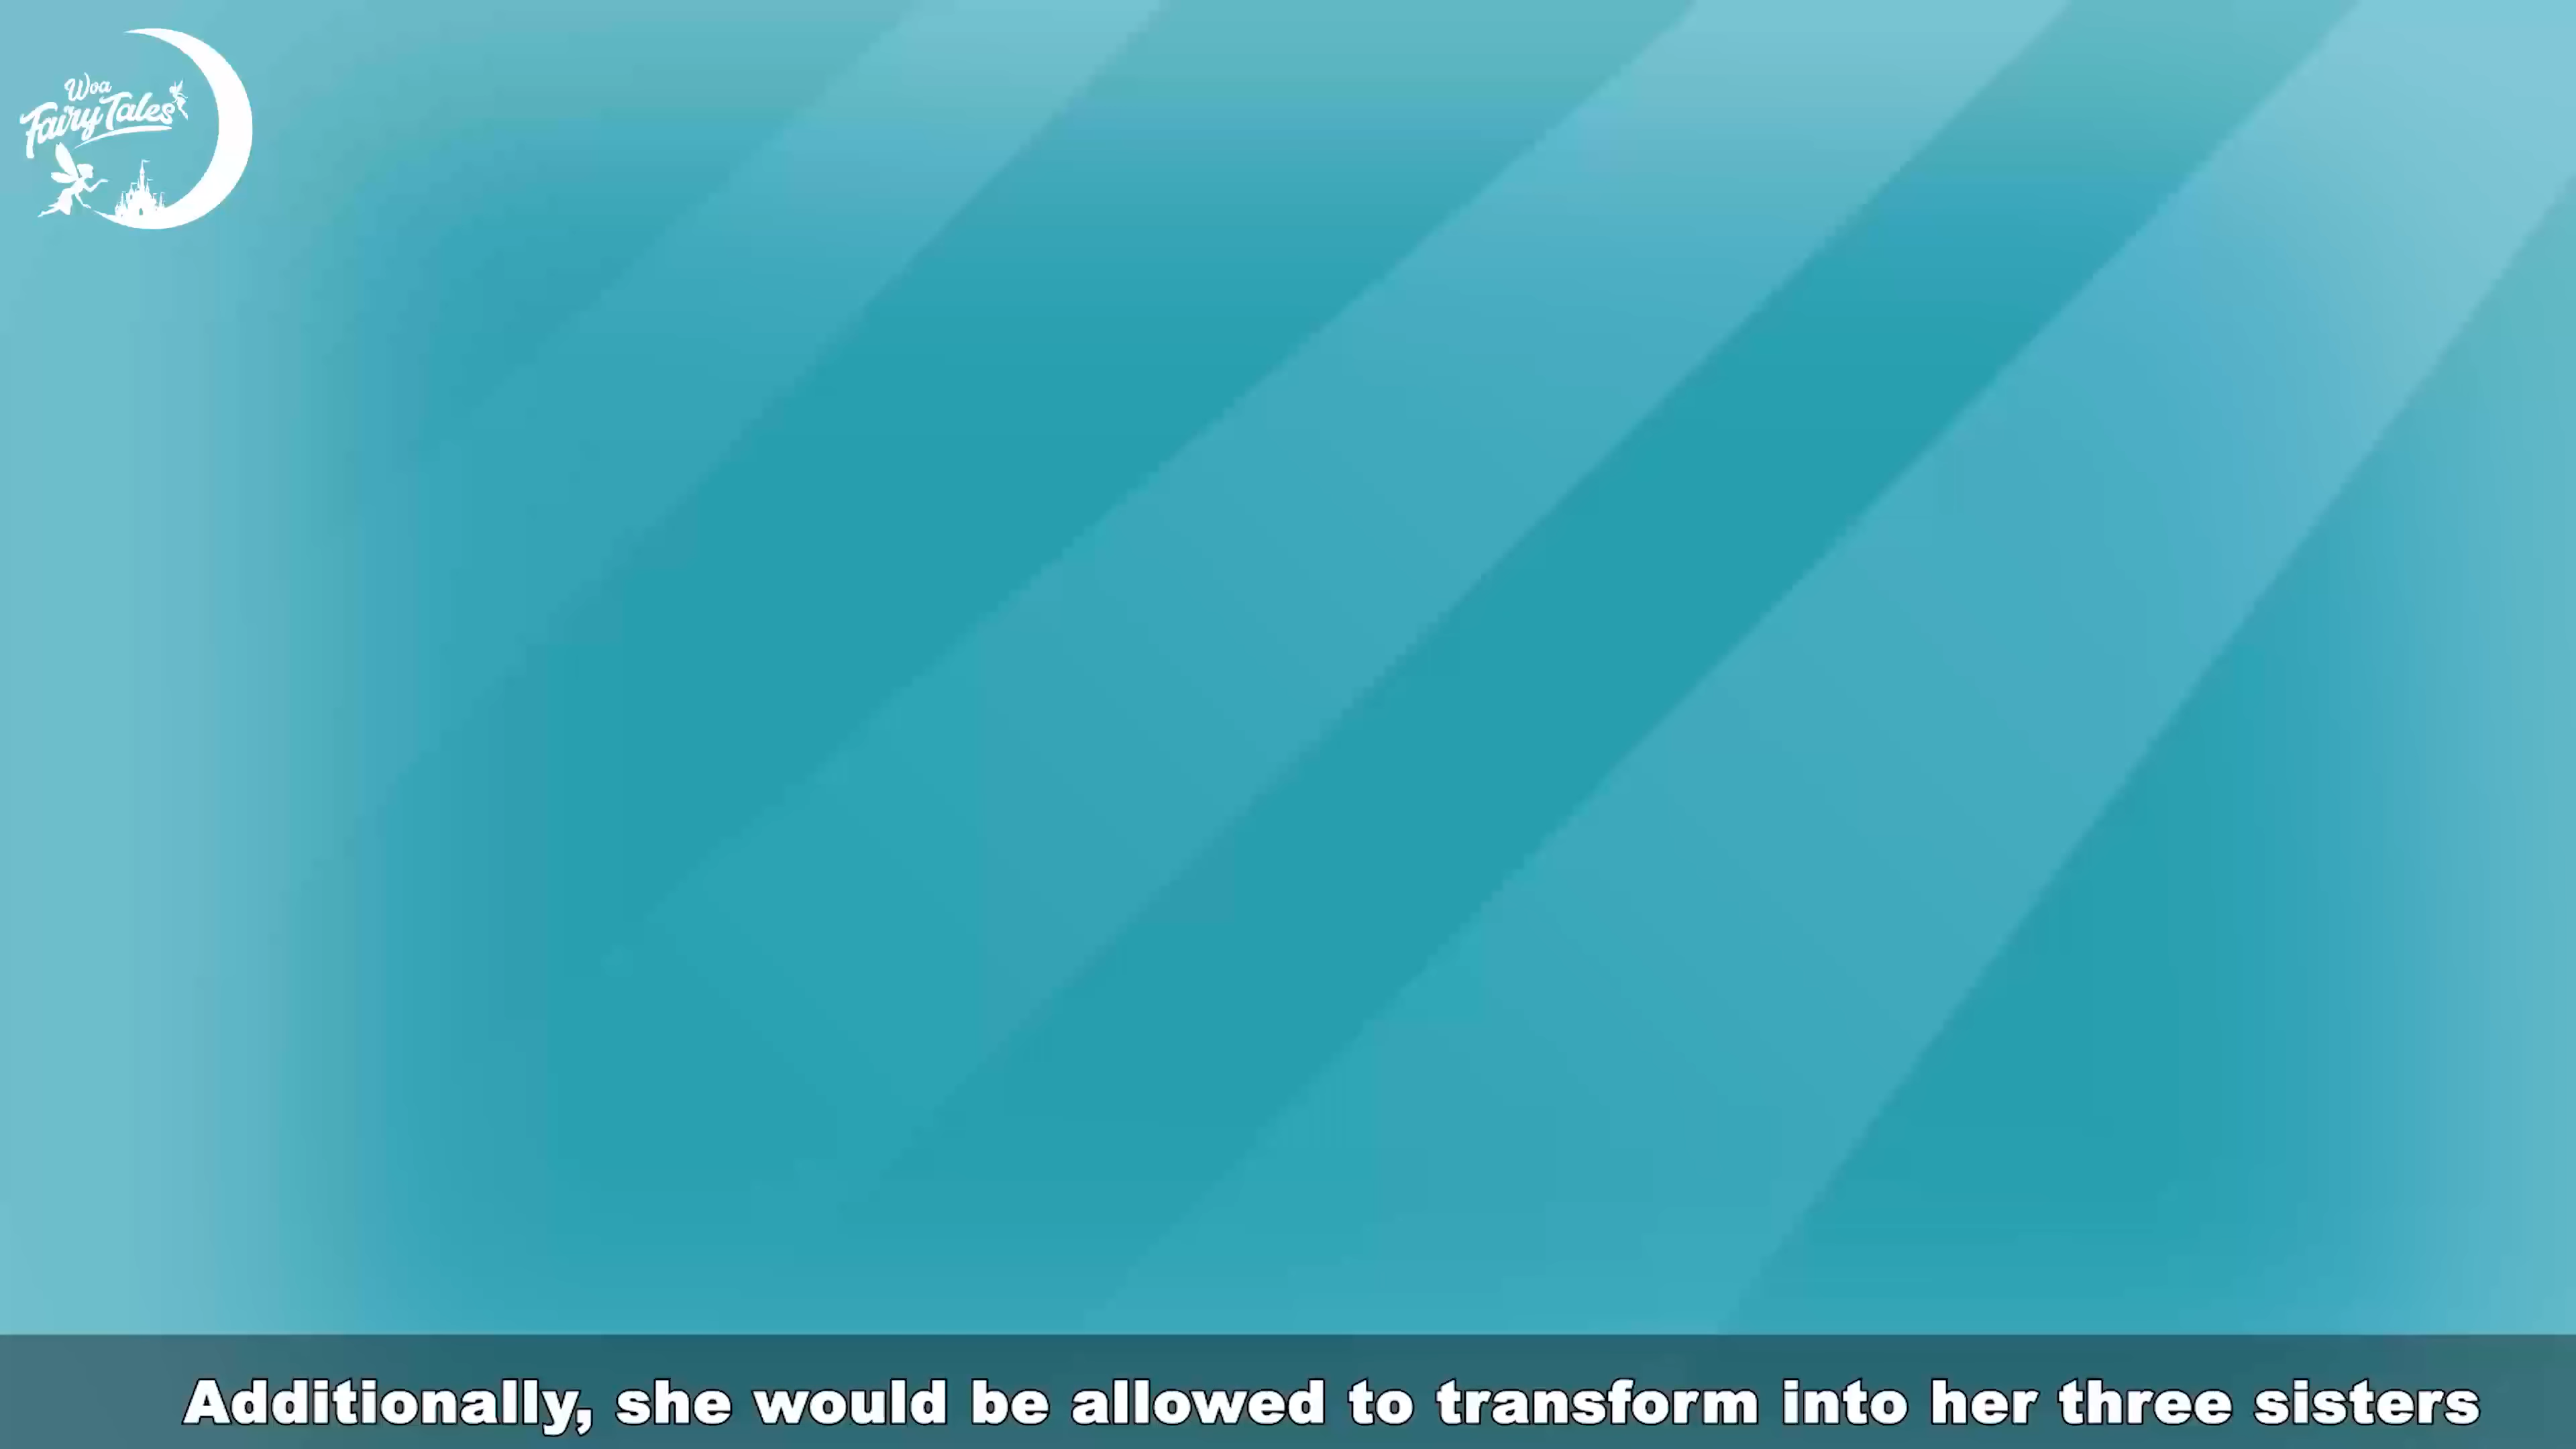 Woa
Fairy Tales
Additionally, she would be allowed to transform into her three sisters